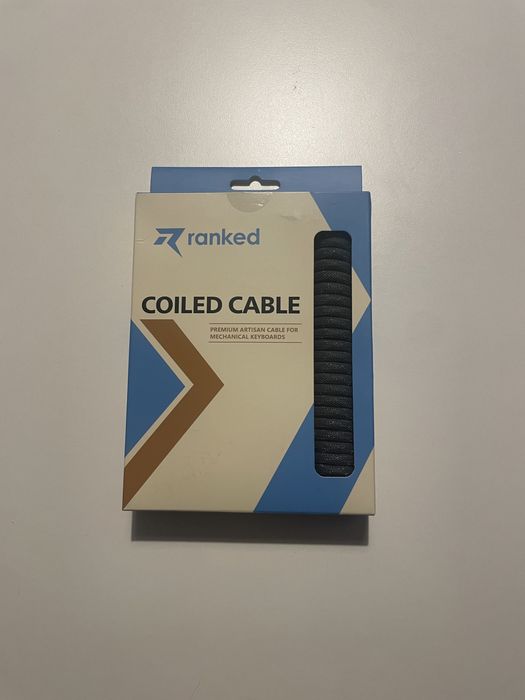 ranked
COILED CABLE
PREMIUM ARTISAN CABLE FOR
MECHANICAL KEYBOARDS